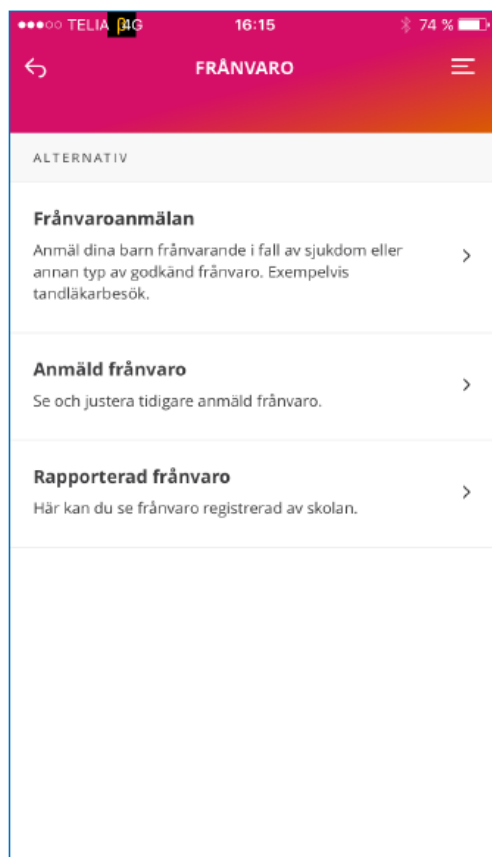 TELIA β4G 16:15 74 %
FRÅNVARO
ALTERNATIV
Frånvaroanmälan
Anmäl dina barn frånvarande i fall av sjukdom eller
annan typ av godkänd frånvaro. Exempelvis
tandläkarbesök.
Anmäld frånvaro
Se och justera tidigare anmäld frånvaro.
Rapporterad frånvaro
Här kan du se frånvaro registrerad av skolan.